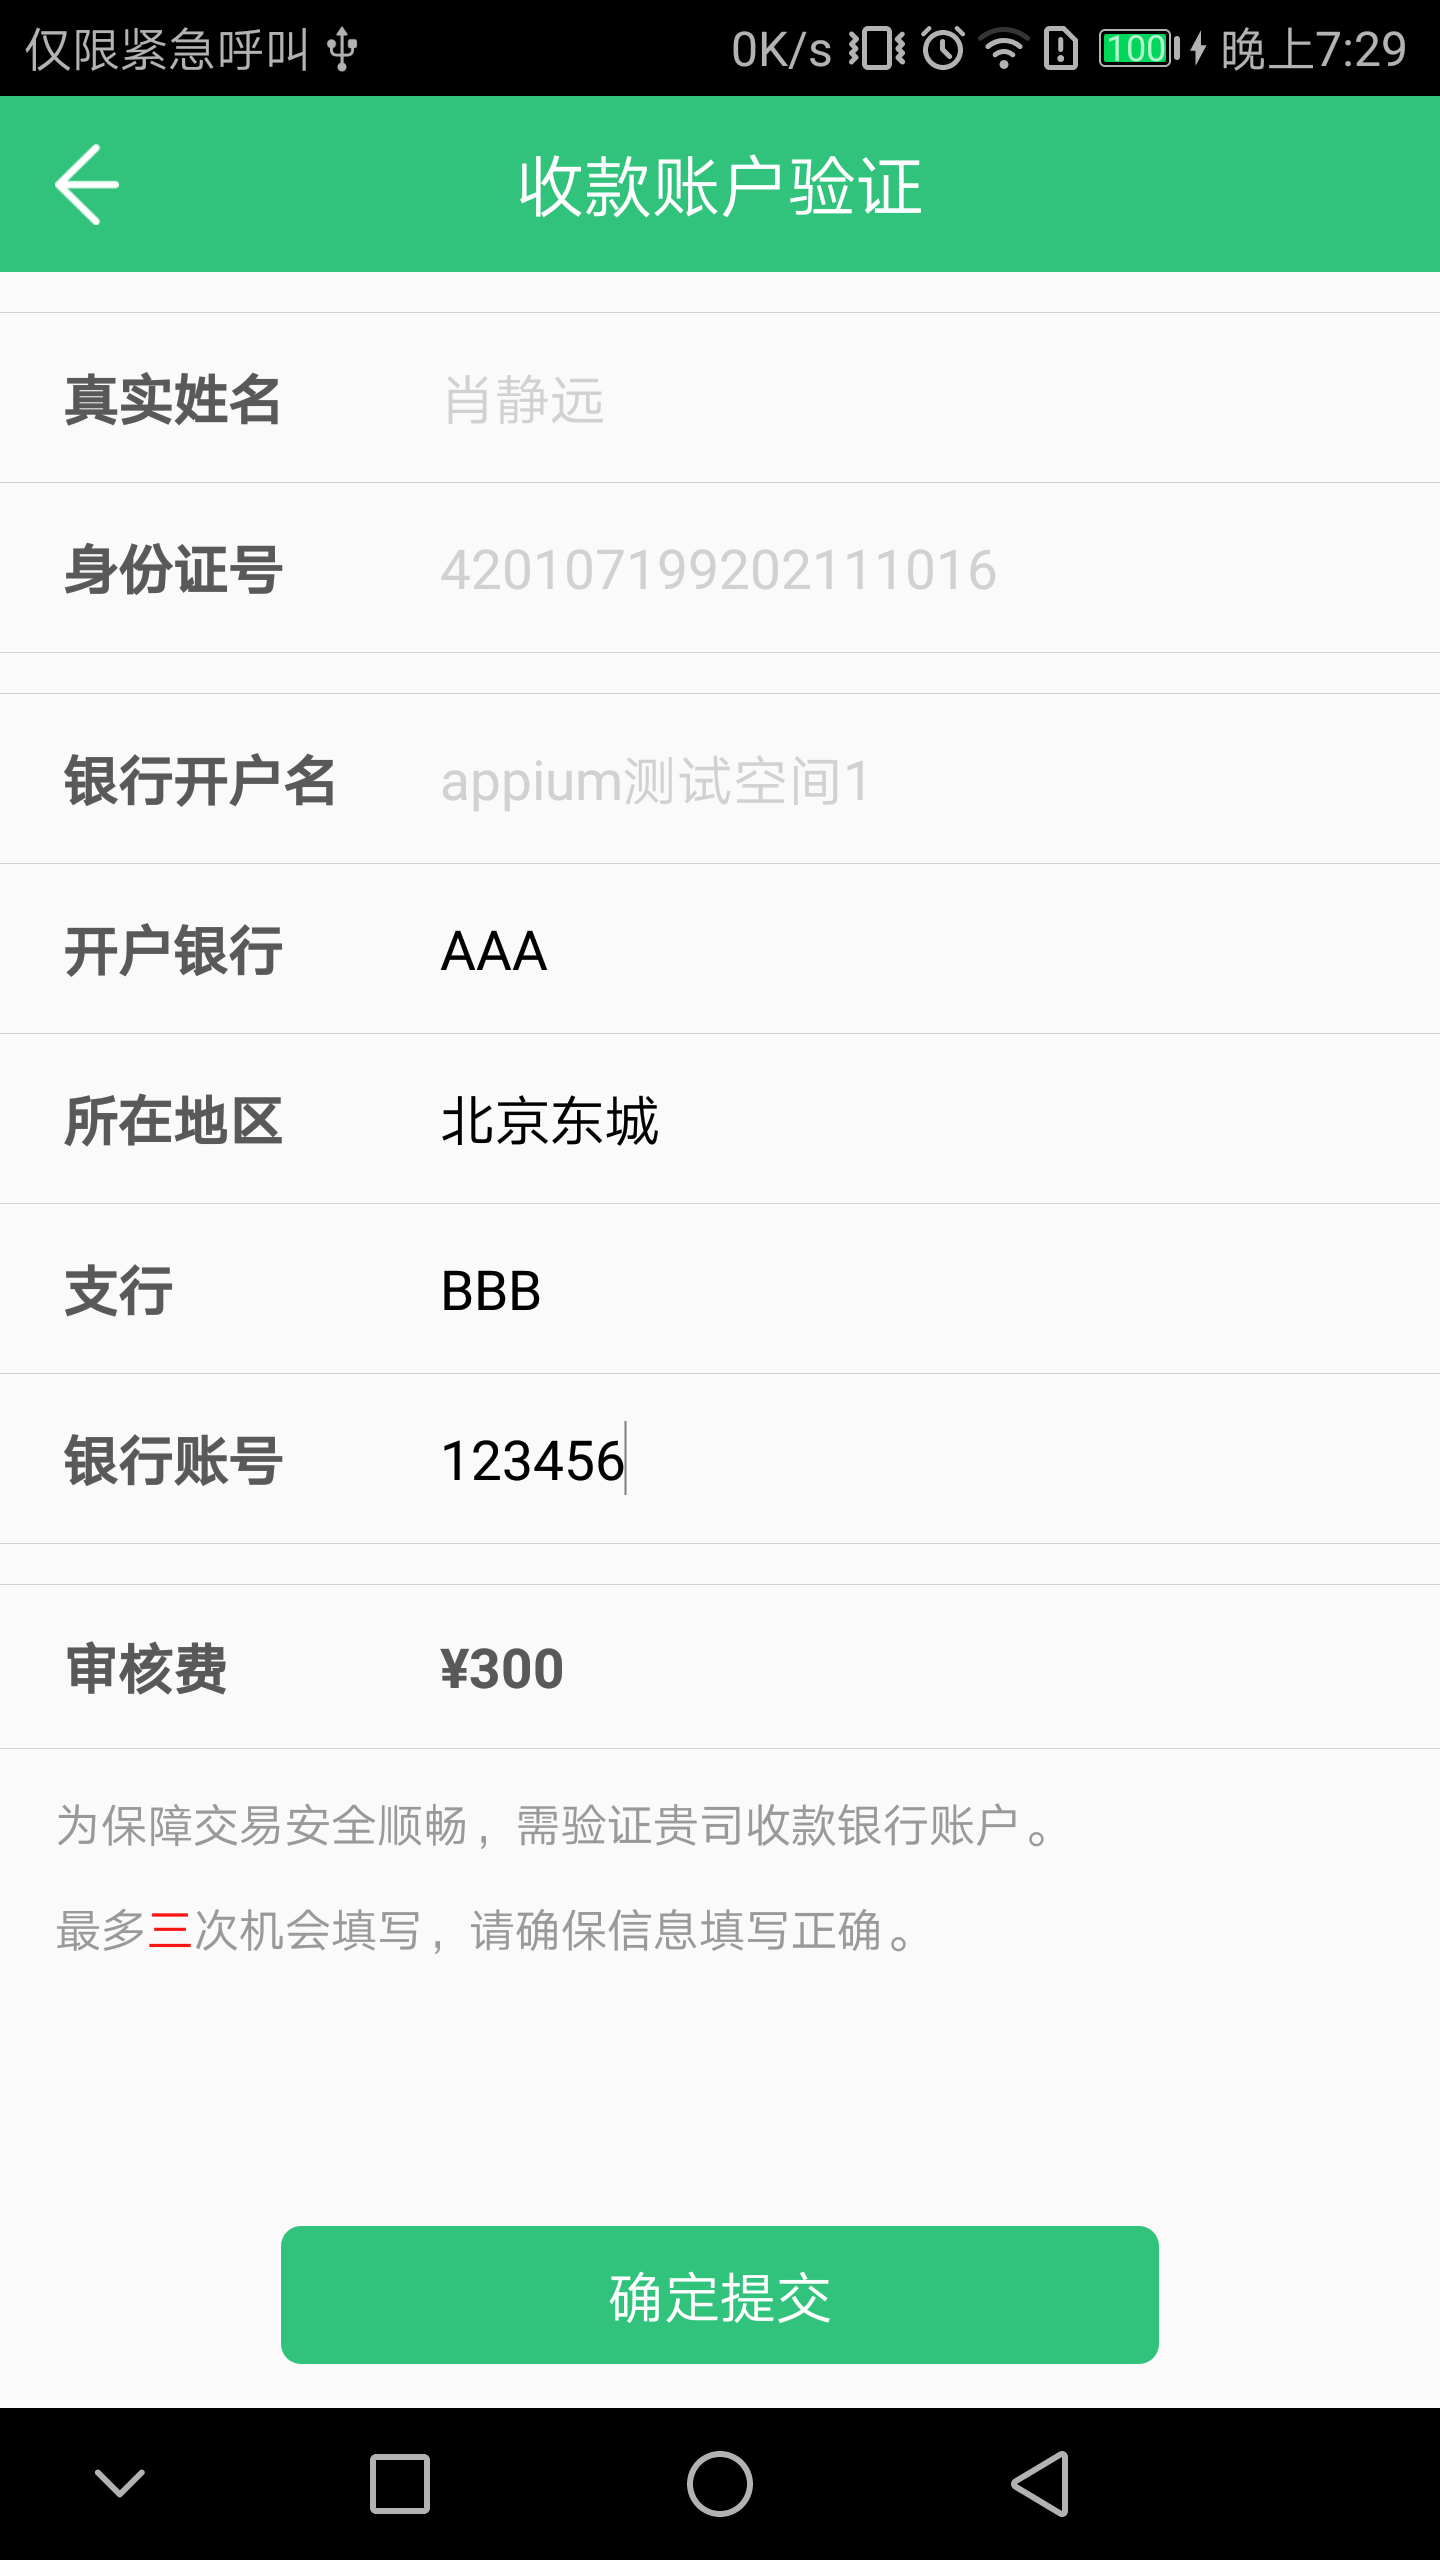 仅限紧急呼叫 0K/s 100 晚上7:29
收款账户验证
真实姓名 肖静远
身份证号 420107199202111016
银行开户名 appium测试空间1
开户银行 AAA
所在地区 北京东城
支行 BBB
银行账号 123456
审核费 ¥300
为保障交易安全顺畅，需验证贵司收款银行账户。
最多三次机会填写，请确保信息填写正确。
确定提交